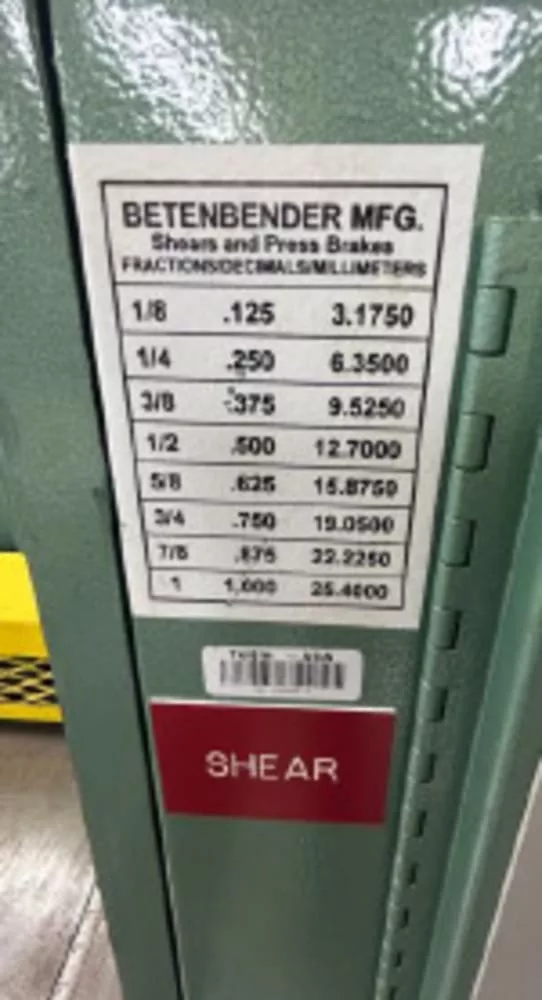 BETENBENDER MFG.
Shears and Press Brakes
FRACTIONS/DECIMALS/MILLIMETERS
1/8 .125 3.1750
1/4 .250 6.3500
3/8 .375 9.5250
1/2 .500 12.7000
5/8 .625 15.8750
3/4 .750 19.0500
7/8 .875 22.2250
1 1.000 25.4000
SHEAR